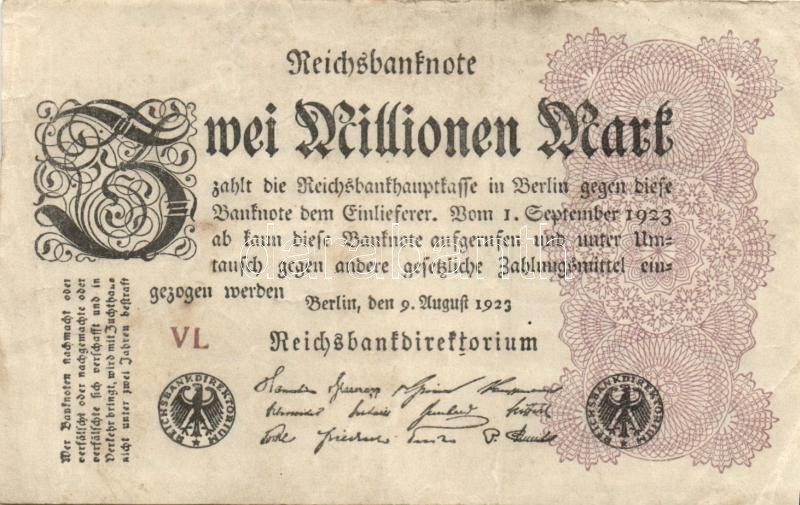 Reichsbanknote
Zwei Millionen Mark
zahlt die Reichsbankhauptkasse in Berlin gegen diese
Banknote dem Einlieferer. Vom 1. September 1923
ab kann diese Banknote aufgerufen und unter Um-
tausch gegen andere gesetzliche Zahlungsmittel ein-
gezogen werden
Berlin, den 9. August 1923
VL
Reichsbankdirektorium
Wer Banknoten nachmacht oder
verfälscht oder nachgemachte oder
verfälschte sich verschafft und in
Verkehr bringt, wird mit Zuchthaus
nicht unter zwei Jahren bestraft
REICHSBANKDIREKTORIUM
REICHSBANKDIREKTORIUM
darabanth